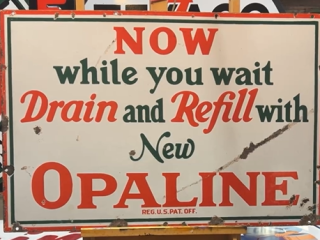 NOW
while you wait
Drain and Refill with
New
OPALINE
REG. U.S. PAT. OFF.